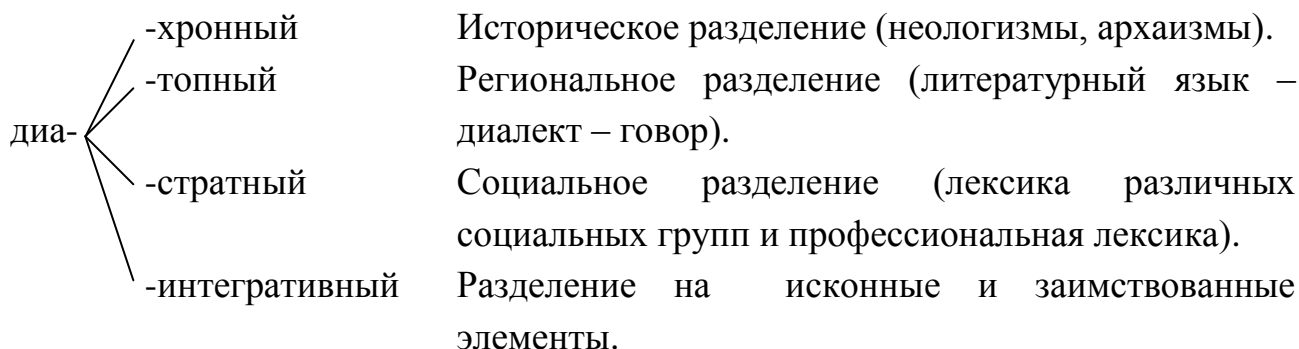 -хронный Историческое разделение (неологизмы, архаизмы).
-топный Региональное разделение (литературный язык –
диа- диалект – говор).
-стратный Социальное разделение (лексика различных
социальных групп и профессиональная лексика).
-интегративный Разделение на исконные и заимствованные
элементы.